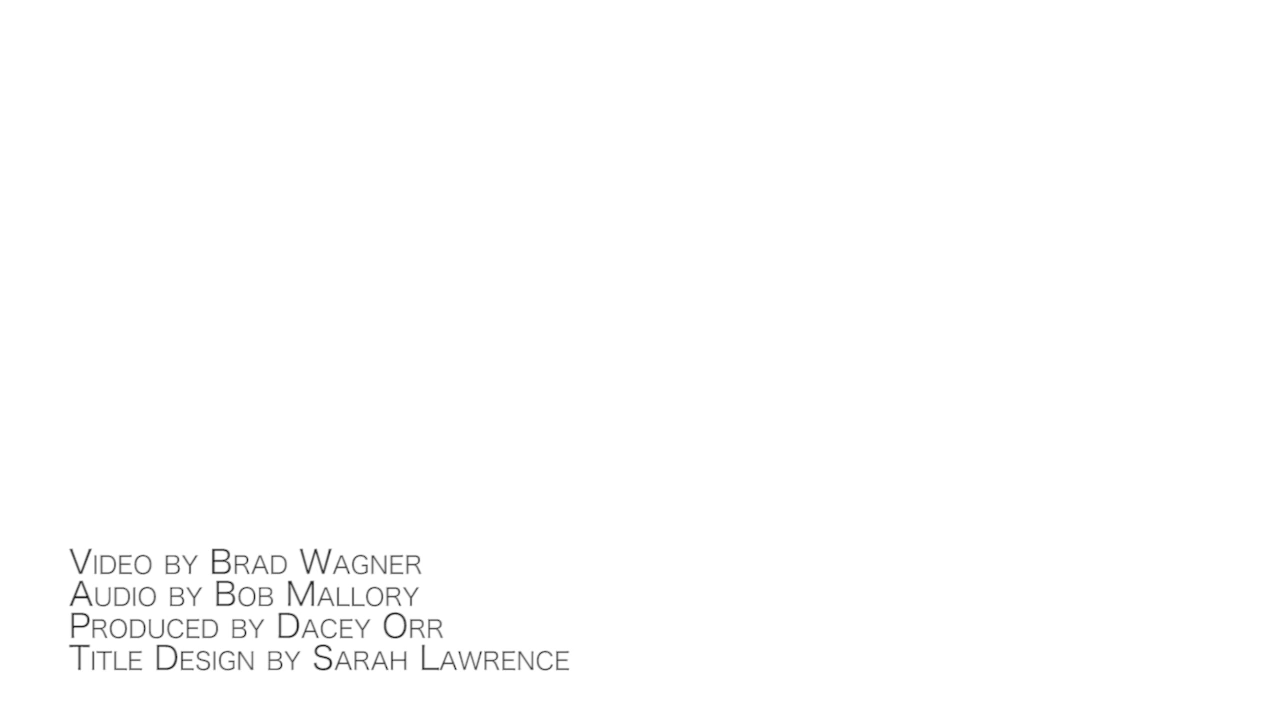 Video by Brad Wagner
Audio by Bob Mallory
Produced by Dacey Orr
Title Design by Sarah Lawrence